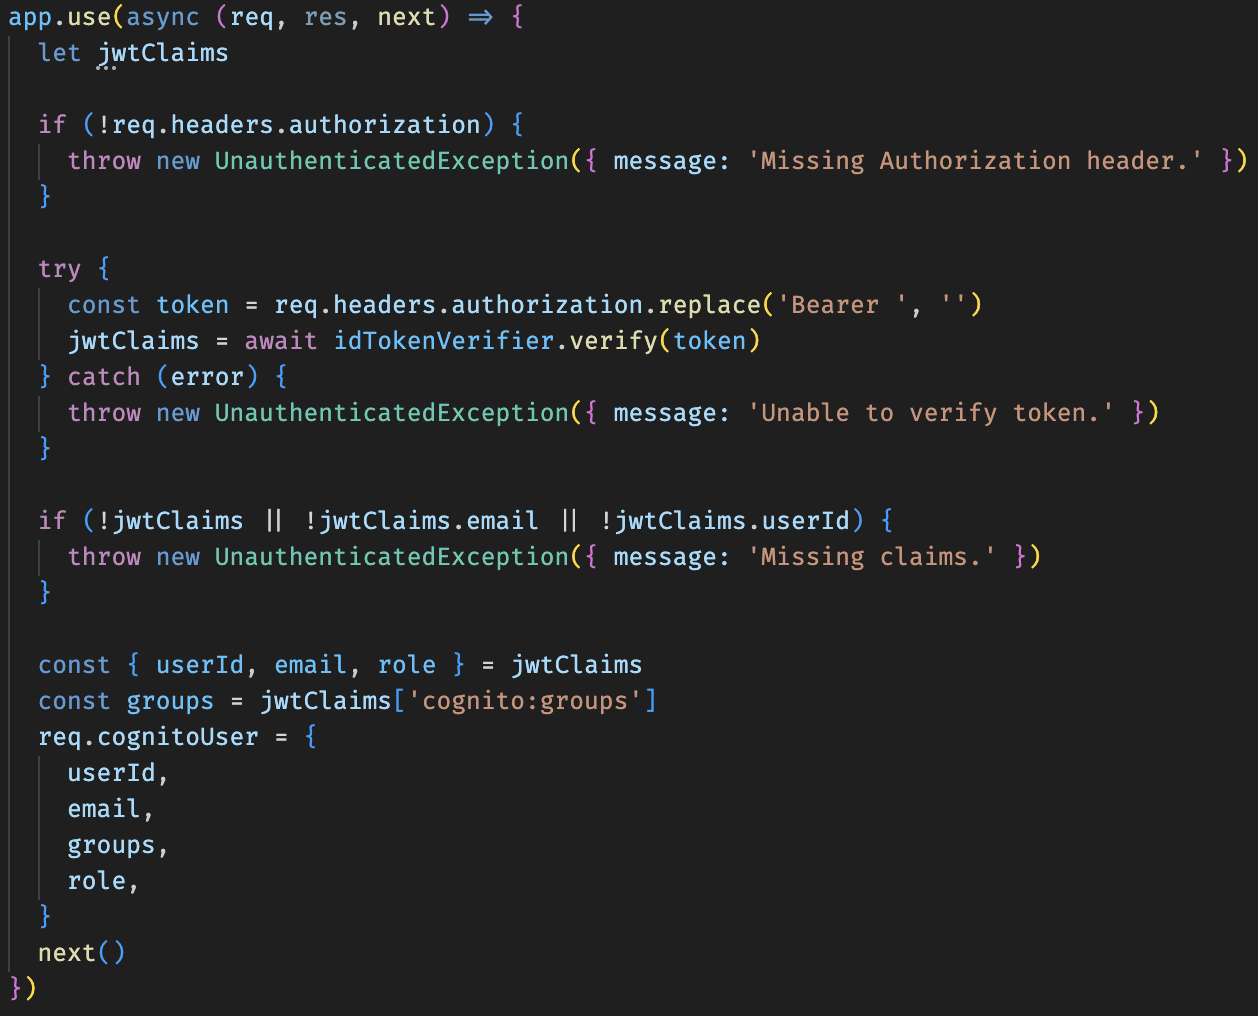 app.use(async (req, res, next) => {
let jwtClaims
if (!req.headers.authorization) {
throw new UnauthenticatedException({ message: 'Missing Authorization header.' })
}
try {
const token = req.headers.authorization.replace('Bearer ', '')
jwtClaims = await idTokenVerifier.verify(token)
} catch (error) {
throw new UnauthenticatedException({ message: 'Unable to verify token.' })
}
if (!jwtClaims || !jwtClaims.email || !jwtClaims.userId) {
throw new UnauthenticatedException({ message: 'Missing claims.' })
}
const { userId, email, role } = jwtClaims
const groups = jwtClaims['cognito:groups']
req.cognitoUser = {
userId,
email,
groups,
role,
}
next()
})